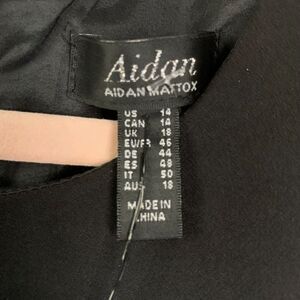 Aidan
AIDAN MATTOX
US 14
CAN 14
UK 18
EU/FR 46
DE 44
ES 48
IT 50
AUS 18
MADE IN
CHINA